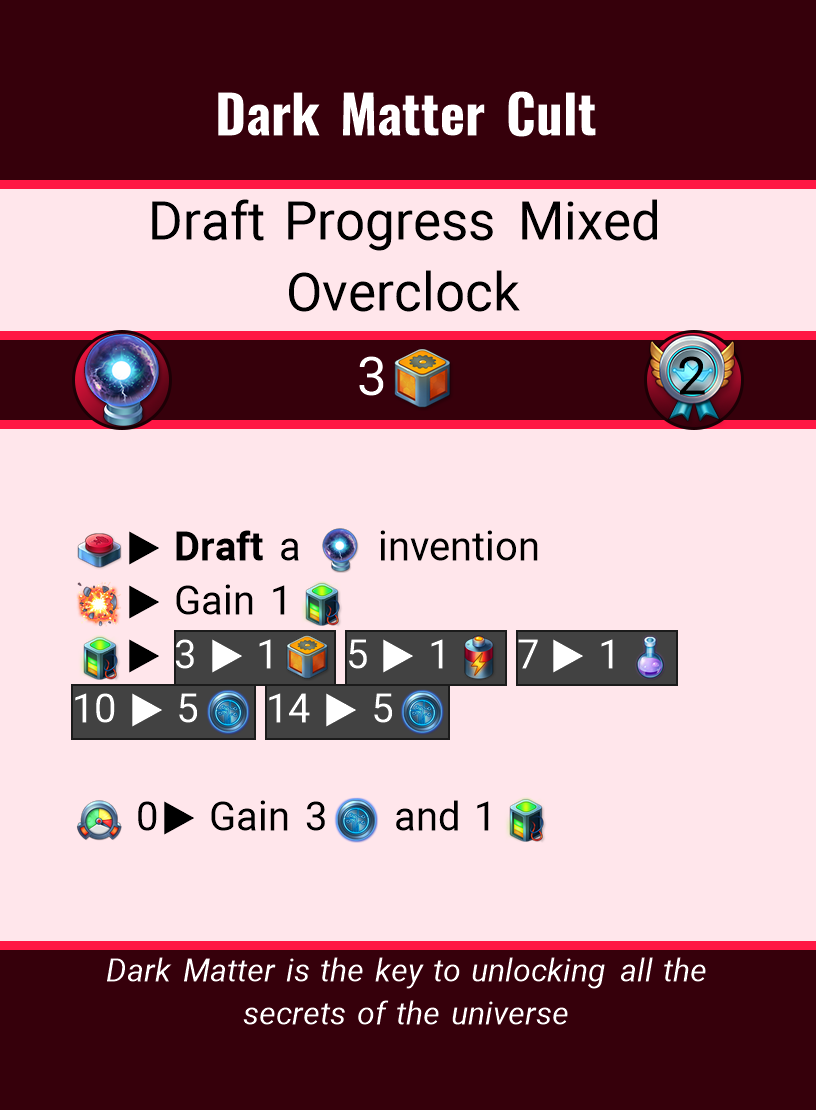 Dark Matter Cult
Draft Progress Mixed
Overclock
3 2
▶ Draft a invention
▶ Gain 1
▶ 3 ▶ 1 5 ▶ 1 7 ▶ 1
10 ▶ 5 14 ▶ 5
0▶ Gain 3 and 1
Dark Matter is the key to unlocking all the
secrets of the universe